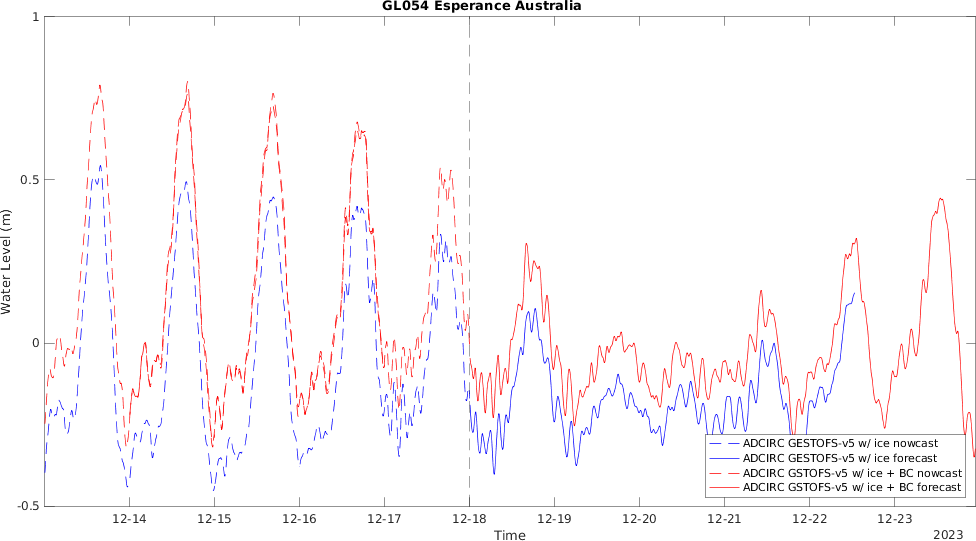 GL054 Esperance Australia
1
0.5
0
-0.5
Water Level (m)
ADCIRC GESTOFS-v5 w/ ice nowcast
ADCIRC GESTOFS-v5 w/ ice forecast
ADCIRC GSTOFS-v5 w/ ice + BC nowcast
ADCIRC GSTOFS-v5 w/ ice + BC forecast
12-14 12-15 12-16 12-17 12-18 12-19 12-20 12-21 12-22 12-23
Time
2023